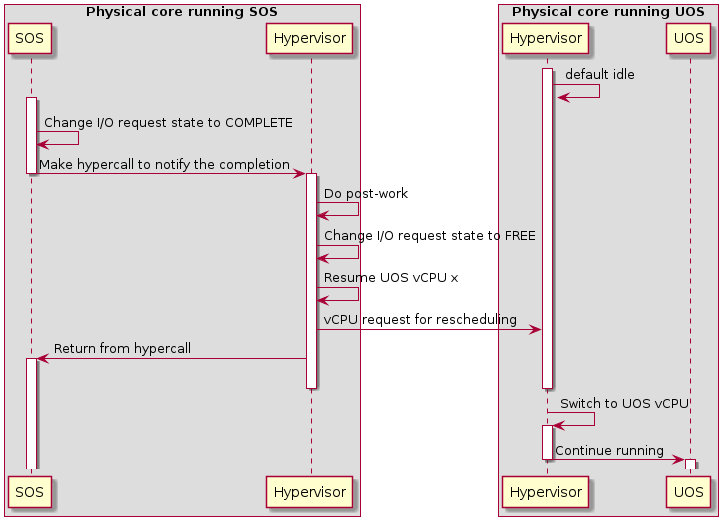 Physical core running SOS
Physical core running UOS
SOS
Hypervisor
Hypervisor
UOS
default idle
Change I/O request state to COMPLETE
Make hypercall to notify the completion
Do post-work
Change I/O request state to FREE
Resume UOS vCPU x
vCPU request for rescheduling
Return from hypercall
Switch to UOS vCPU
Continue running
SOS
Hypervisor
Hypervisor
UOS